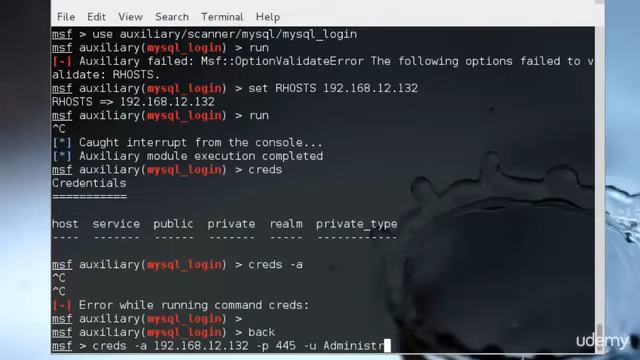 File Edit View Search Terminal Help
msf > use auxiliary/scanner/mysql/mysql_login
msf auxiliary(mysql_login) > run
[-] Auxiliary failed: Msf::OptionValidateError The following options failed to v
alidate: RHOSTS.
msf auxiliary(mysql_login) > set RHOSTS 192.168.12.132
RHOSTS => 192.168.12.132
msf auxiliary(mysql_login) > run
^C
[*] Caught interrupt from the console...
[*] Auxiliary module execution completed
msf auxiliary(mysql_login) > creds
Credentials
===========
host service public private realm private_type
---- ------- ------ ------- ----- ------------
msf auxiliary(mysql_login) > creds -a
^C
^C
[-] Error while running command creds:
msf auxiliary(mysql_login) >
msf auxiliary(mysql_login) > back
msf > creds -a 192.168.12.132 -p 445 -u Administr
udemy